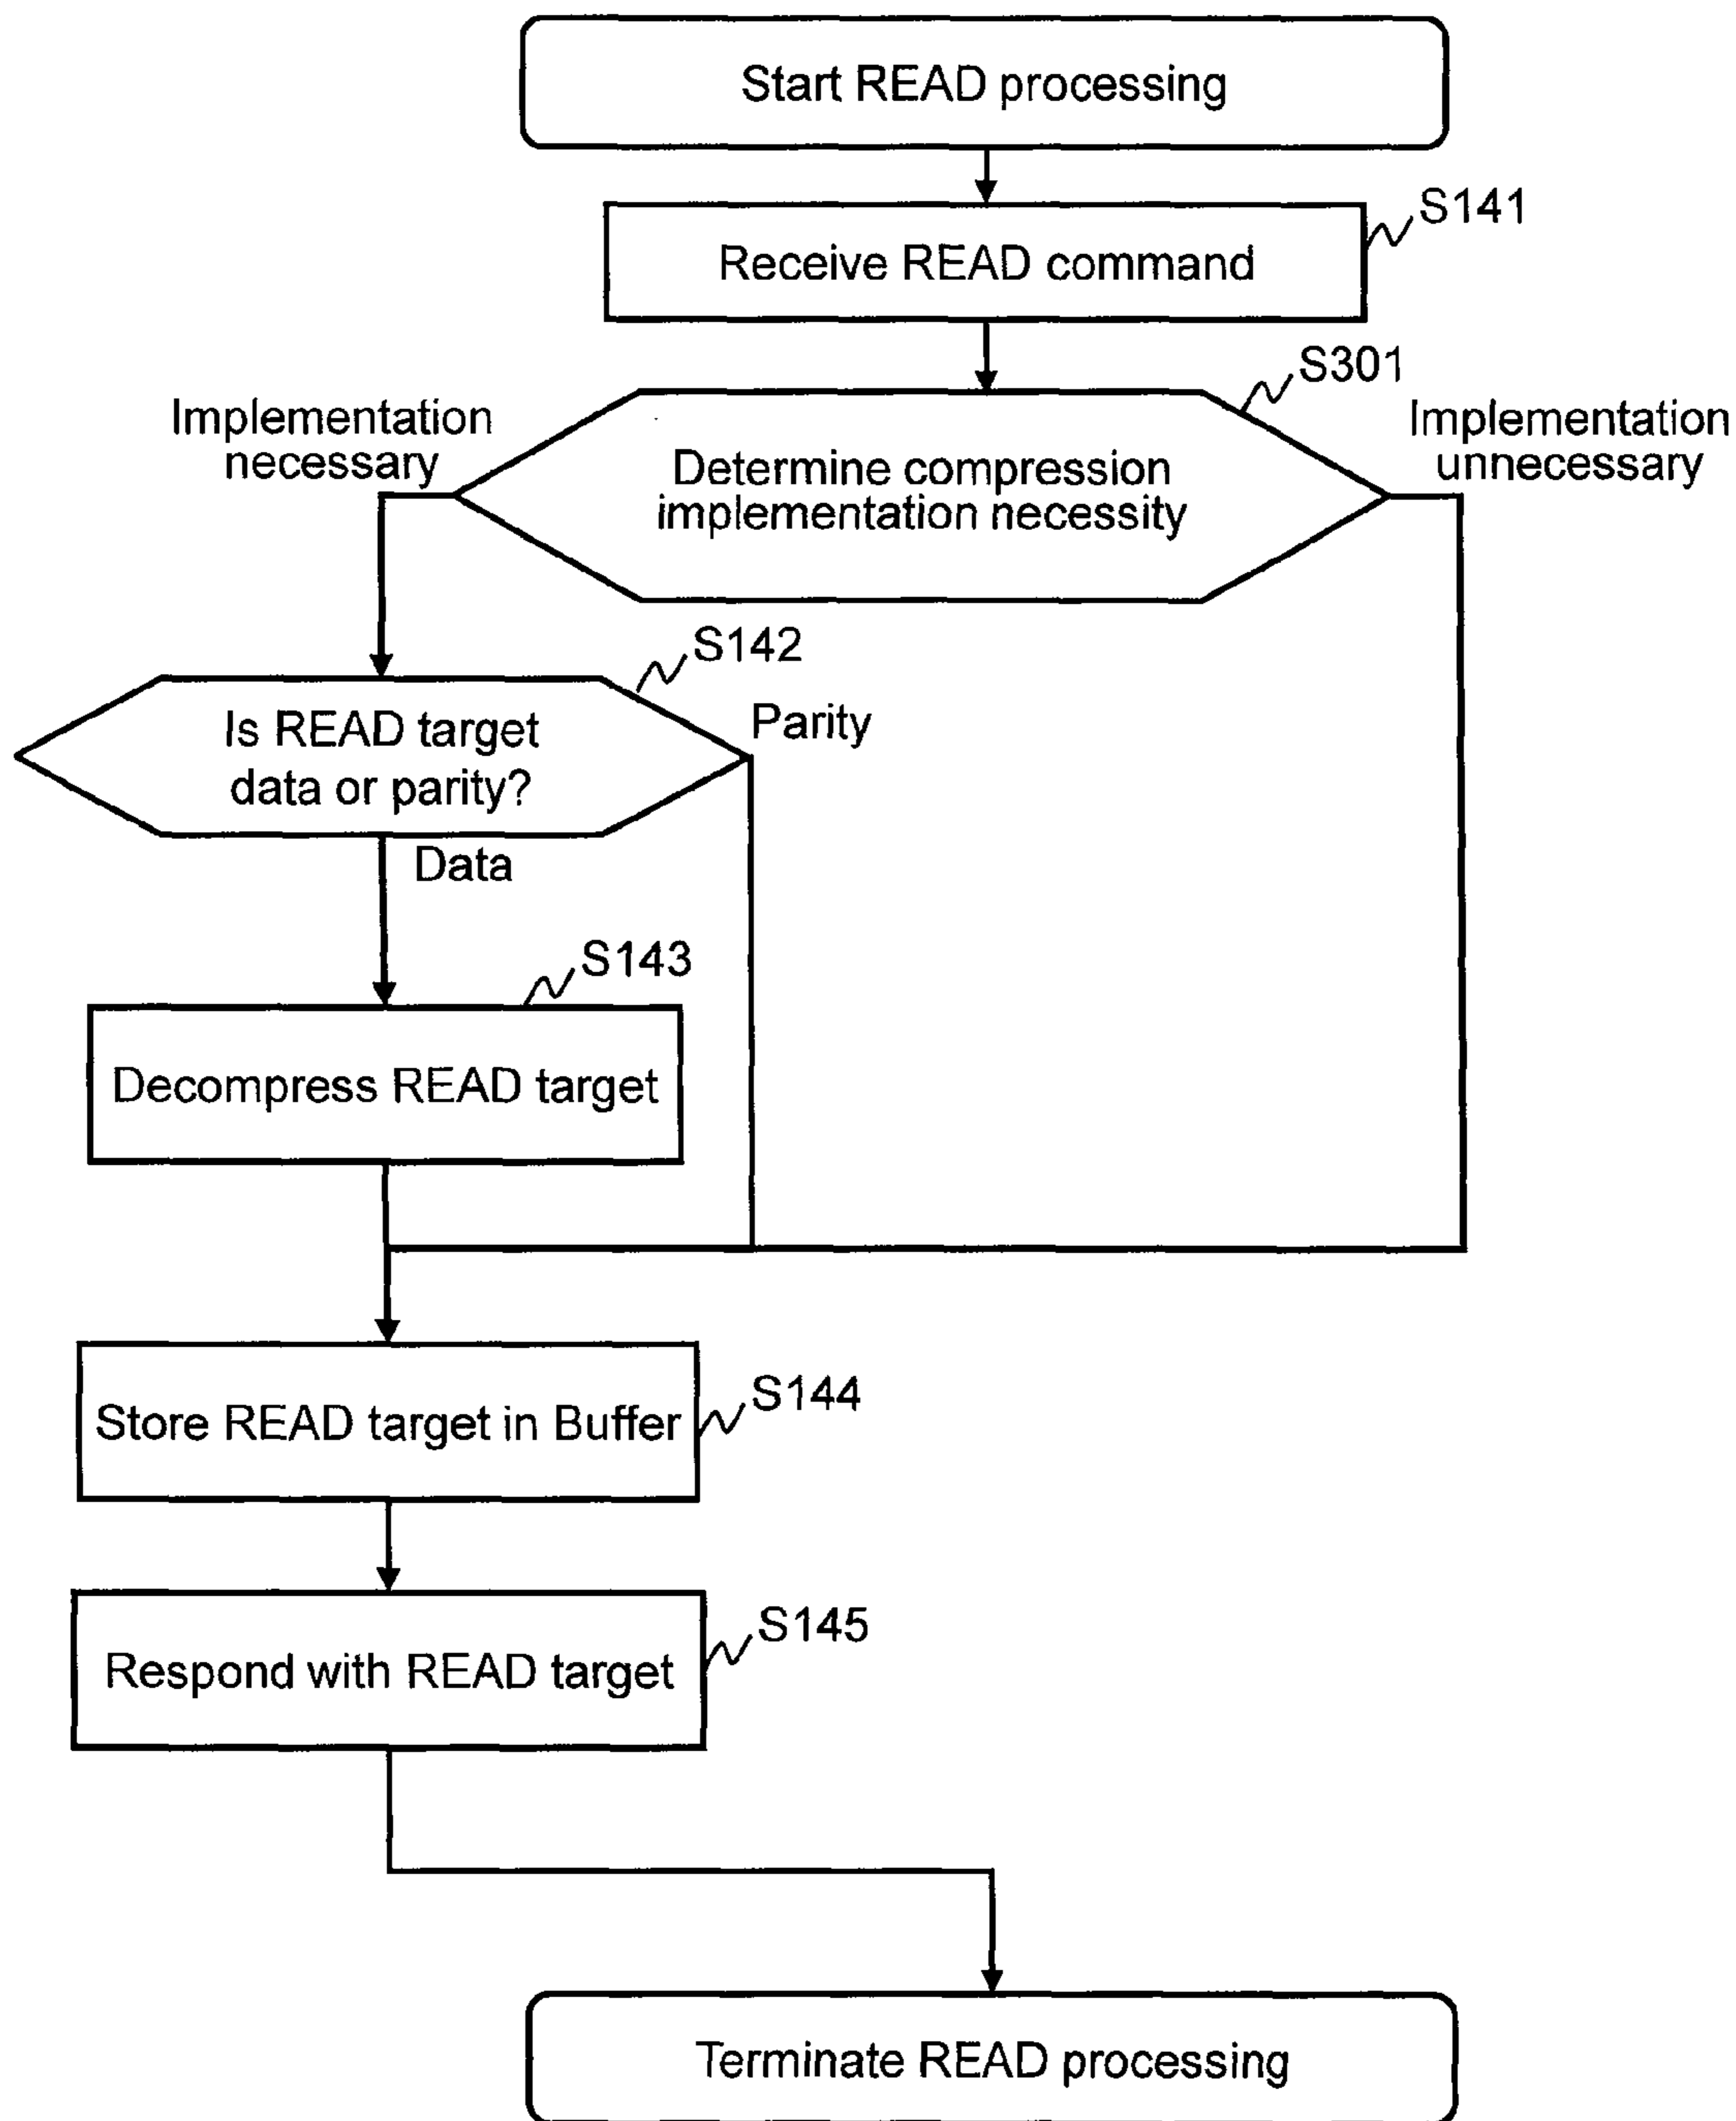 Start READ processing
S141
Receive READ command
S301
Implementation
necessary
Implementation
unnecessary
Determine compression
implementation necessity
S142
Is READ target
data or parity?
Parity
Data
S143
Decompress READ target
S144
Store READ target in Buffer
S145
Respond with READ target
Terminate READ processing